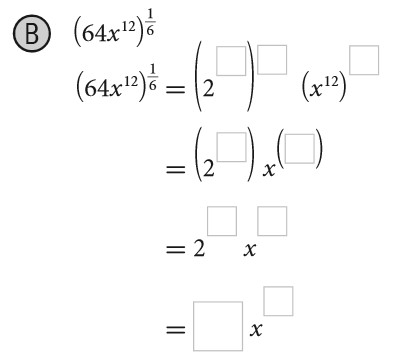 B (64x^12)^(1/6)
(64x^12)^(1/6) = (2^□)^□ (x^12)^□
= (2^□) x^(□)
= 2^□ x^□
= □ x^□